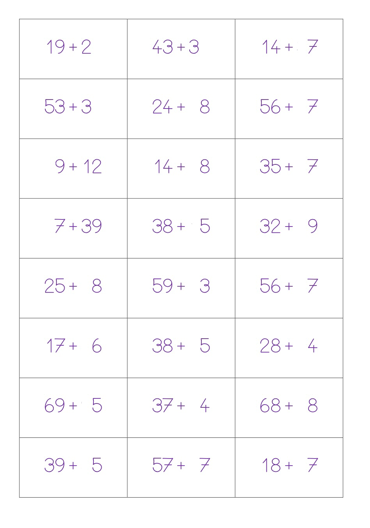 19+2 43+3 14+ 7
53+3 24+ 8 56+ 7
9+12 14+ 8 35+ 7
7+39 38+ 5 32+ 9
25+ 8 59+ 3 56+ 7
17+ 6 38+ 5 28+ 4
69+ 5 37+ 4 68+ 8
39+ 5 57+ 7 18+ 7